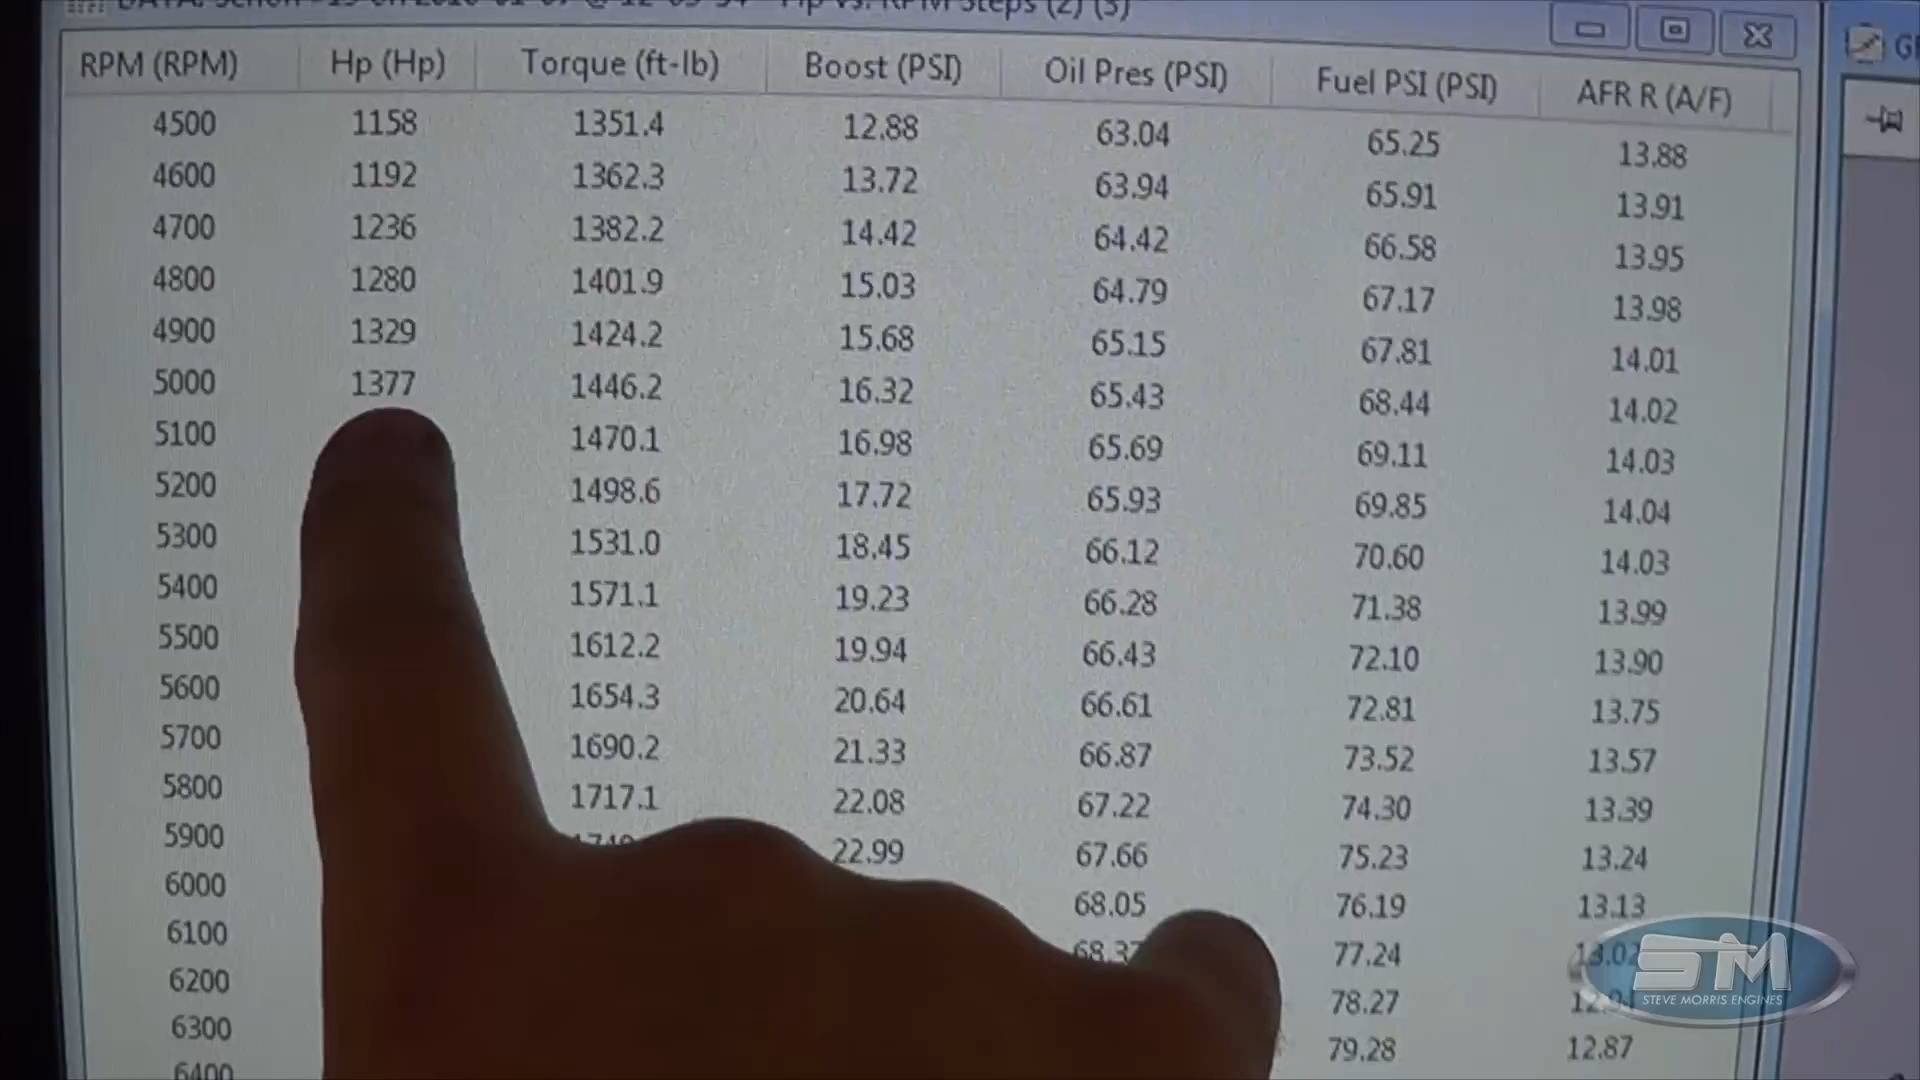 Hp vs. RPM Steps (2) (3)
RPM (RPM) Hp (Hp) Torque (ft-lb) Boost (PSI) Oil Pres (PSI) Fuel PSI (PSI) AFR R (A/F)
4500 1158 1351.4 12.88 63.04 65.25 13.88
4600 1192 1362.3 13.72 63.94 65.91 13.91
4700 1236 1382.2 14.42 64.42 66.58 13.95
4800 1280 1401.9 15.03 64.79 67.17 13.98
4900 1329 1424.2 15.68 65.15 67.81 14.01
5000 1377 1446.2 16.32 65.43 68.44 14.02
5100 1470.1 16.98 65.69 69.11 14.03
5200 1498.6 17.72 65.93 69.85 14.04
5300 1531.0 18.45 66.12 70.60 14.03
5400 1571.1 19.23 66.28 71.38 13.99
5500 1612.2 19.94 66.43 72.10 13.90
5600 1654.3 20.64 66.61 72.81 13.75
5700 1690.2 21.33 66.87 73.52 13.57
5800 1717.1 22.08 67.22 74.30 13.39
5900 22.99 67.66 75.23 13.24
6000 68.05 76.19 13.13
6100 77.24
6200 78.27
6300 79.28 12.87
6400
SM
STEVE MORRIS ENGINES